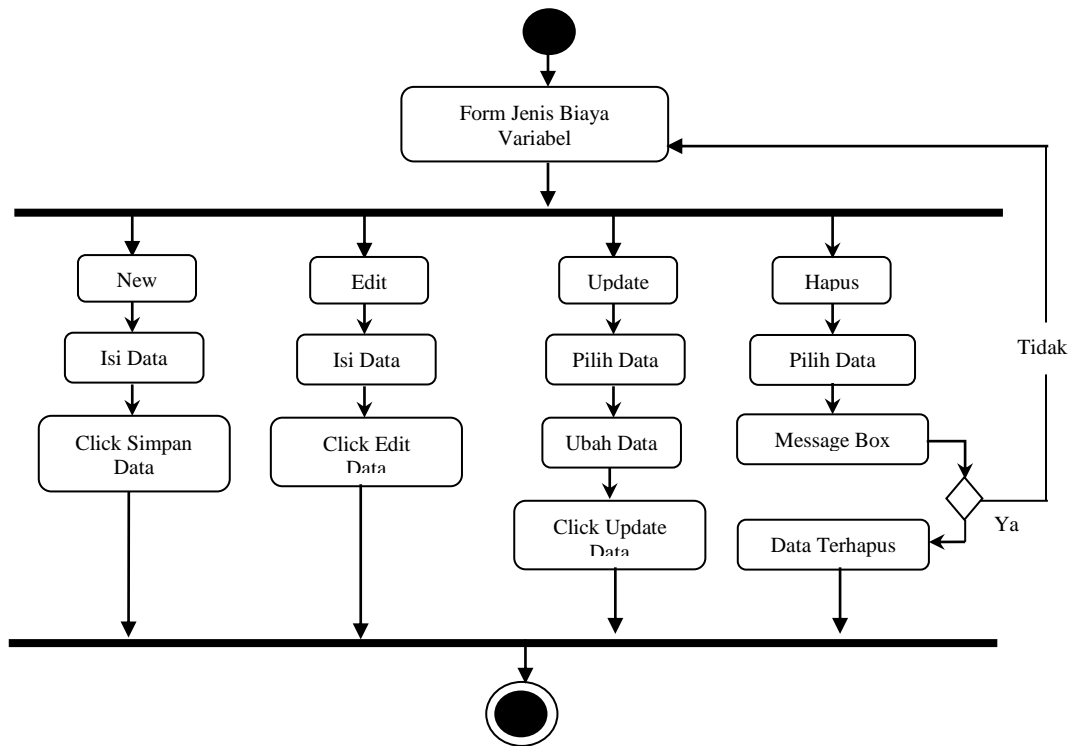 Form Jenis Biaya
Variabel
New
Edit
Update
Hapus
Isi Data
Isi Data
Pilih Data
Pilih Data
Tidak
Click Simpan
Data
Click Edit
Data
Ubah Data
Message Box
Click Update
Data
Ya
Data Terhapus